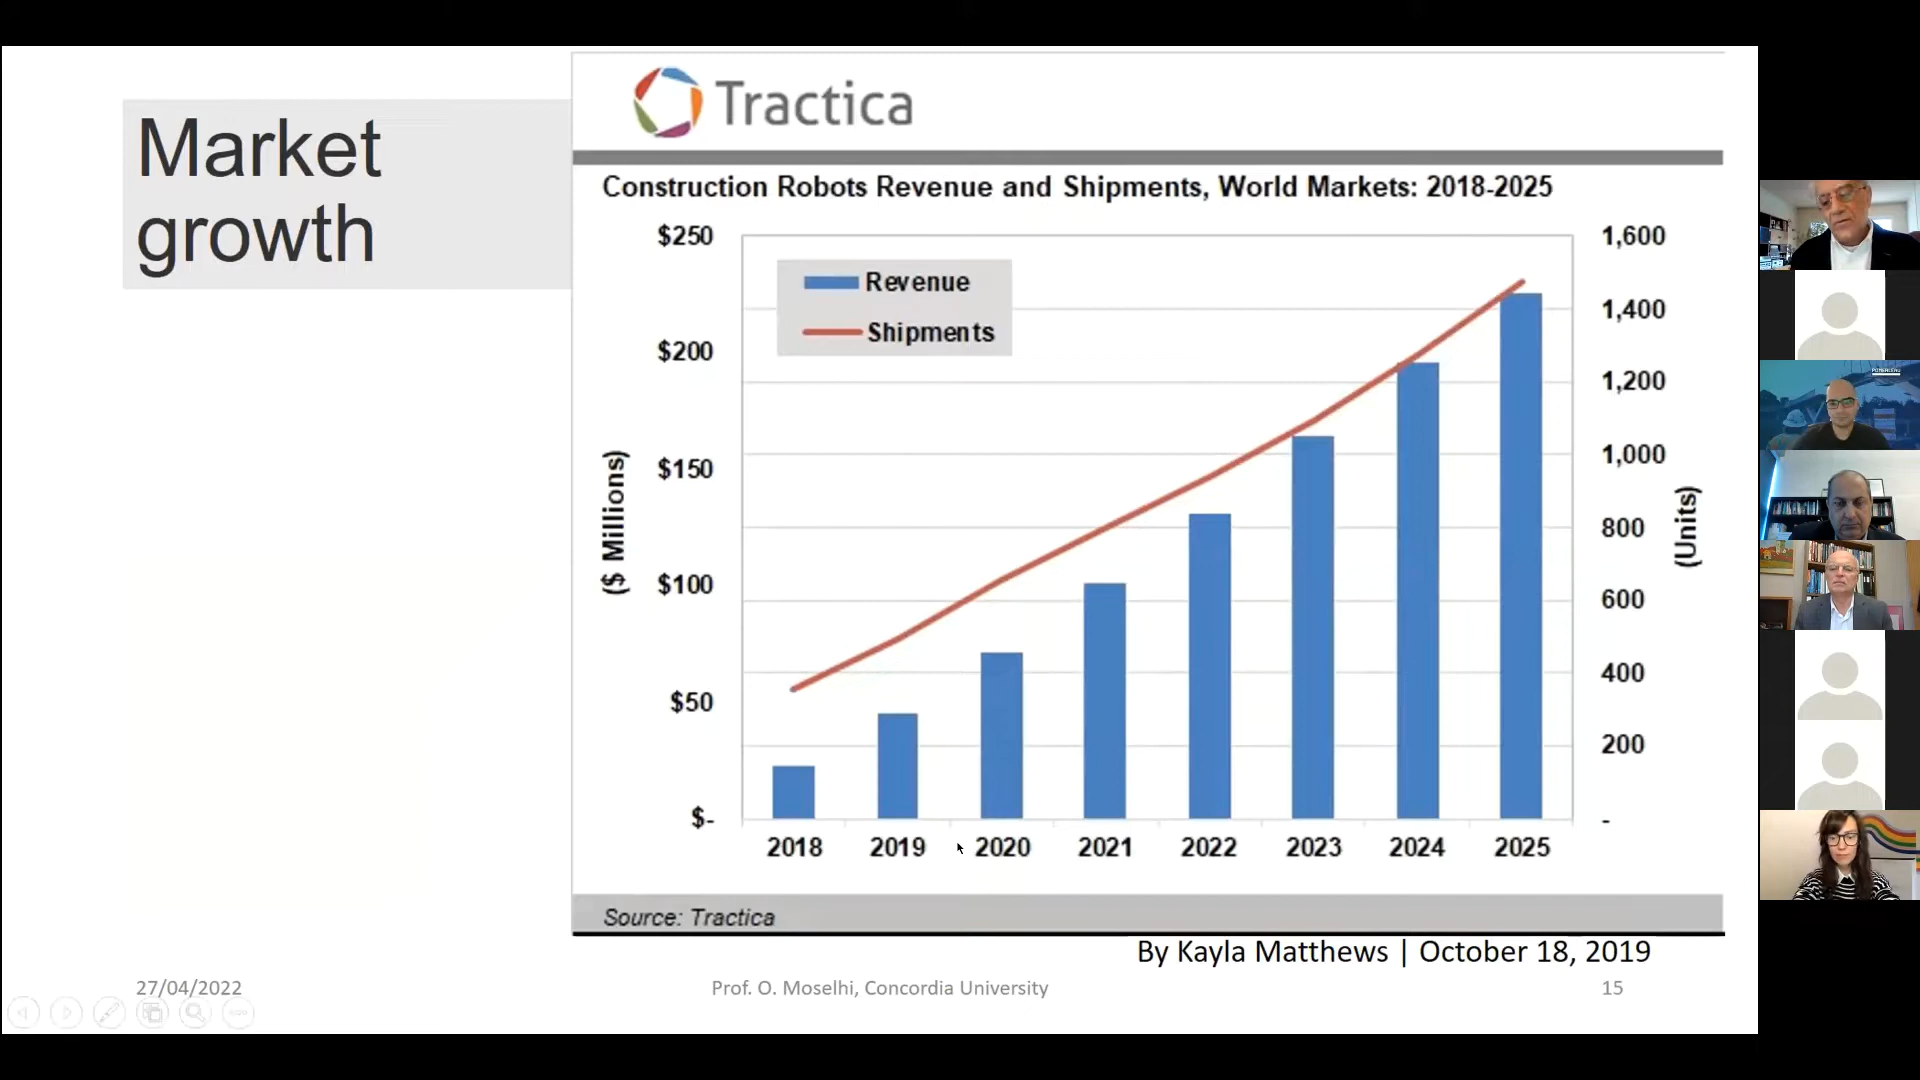 Market
growth
Tractica
Construction Robots Revenue and Shipments, World Markets: 2018-2025
$250
$200
$150
$100
$50
$-
($ Millions)
Revenue
Shipments
1,600
1,400
1,200
1,000
800
600
400
200
-
(Units)
2018 2019 2020 2021 2022 2023 2024 2025
Source: Tractica
By Kayla Matthews | October 18, 2019
27/04/2022
Prof. O. Moselhi, Concordia University
15